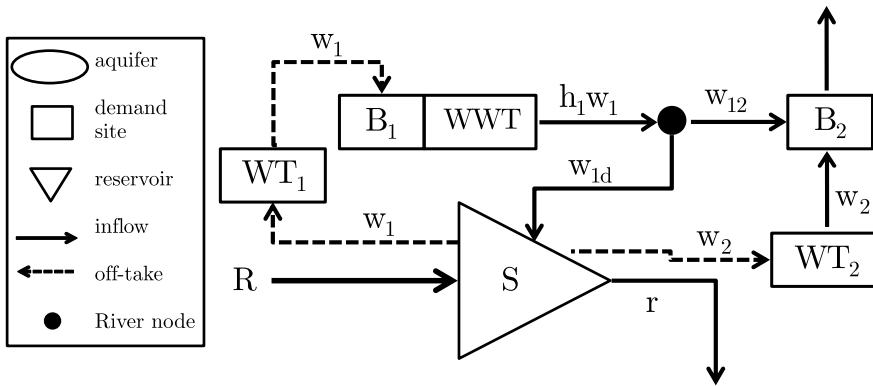 aquifer
demand
site
reservoir
inflow
off-take
River node
w₁
B₁ WWT
h₁w₁
w₁₂
B₂
WT₁
w₁d
w₁
w₂
w₂
WT₂
R
S
r